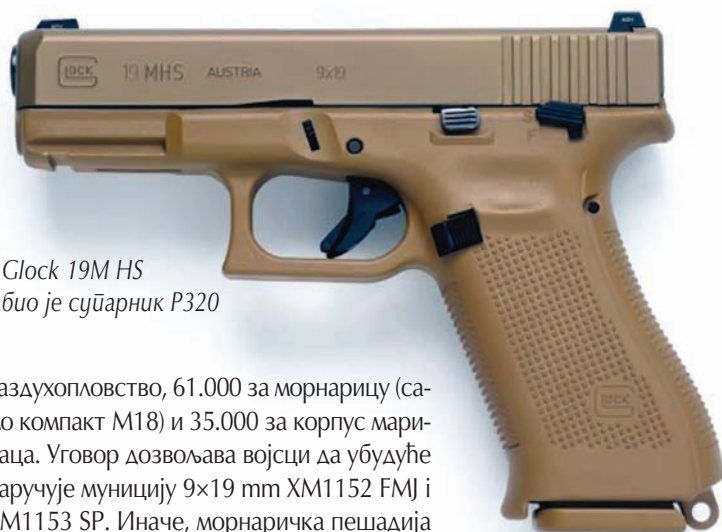 GLOCK 19 MHS AUSTRIA 9x19
S
F
GLOCK
Glock 19M HS
био је супарник P320
аздухопловство, 61.000 за морнарицу (са-
мо компакт M18) и 35.000 за корпус мари-
аца. Уговор дозвољава војсци да убудуће
аручује муницију 9×19 mm XM1152 FMJ и
M1153 SP. Иначе, морнаричка пешадија